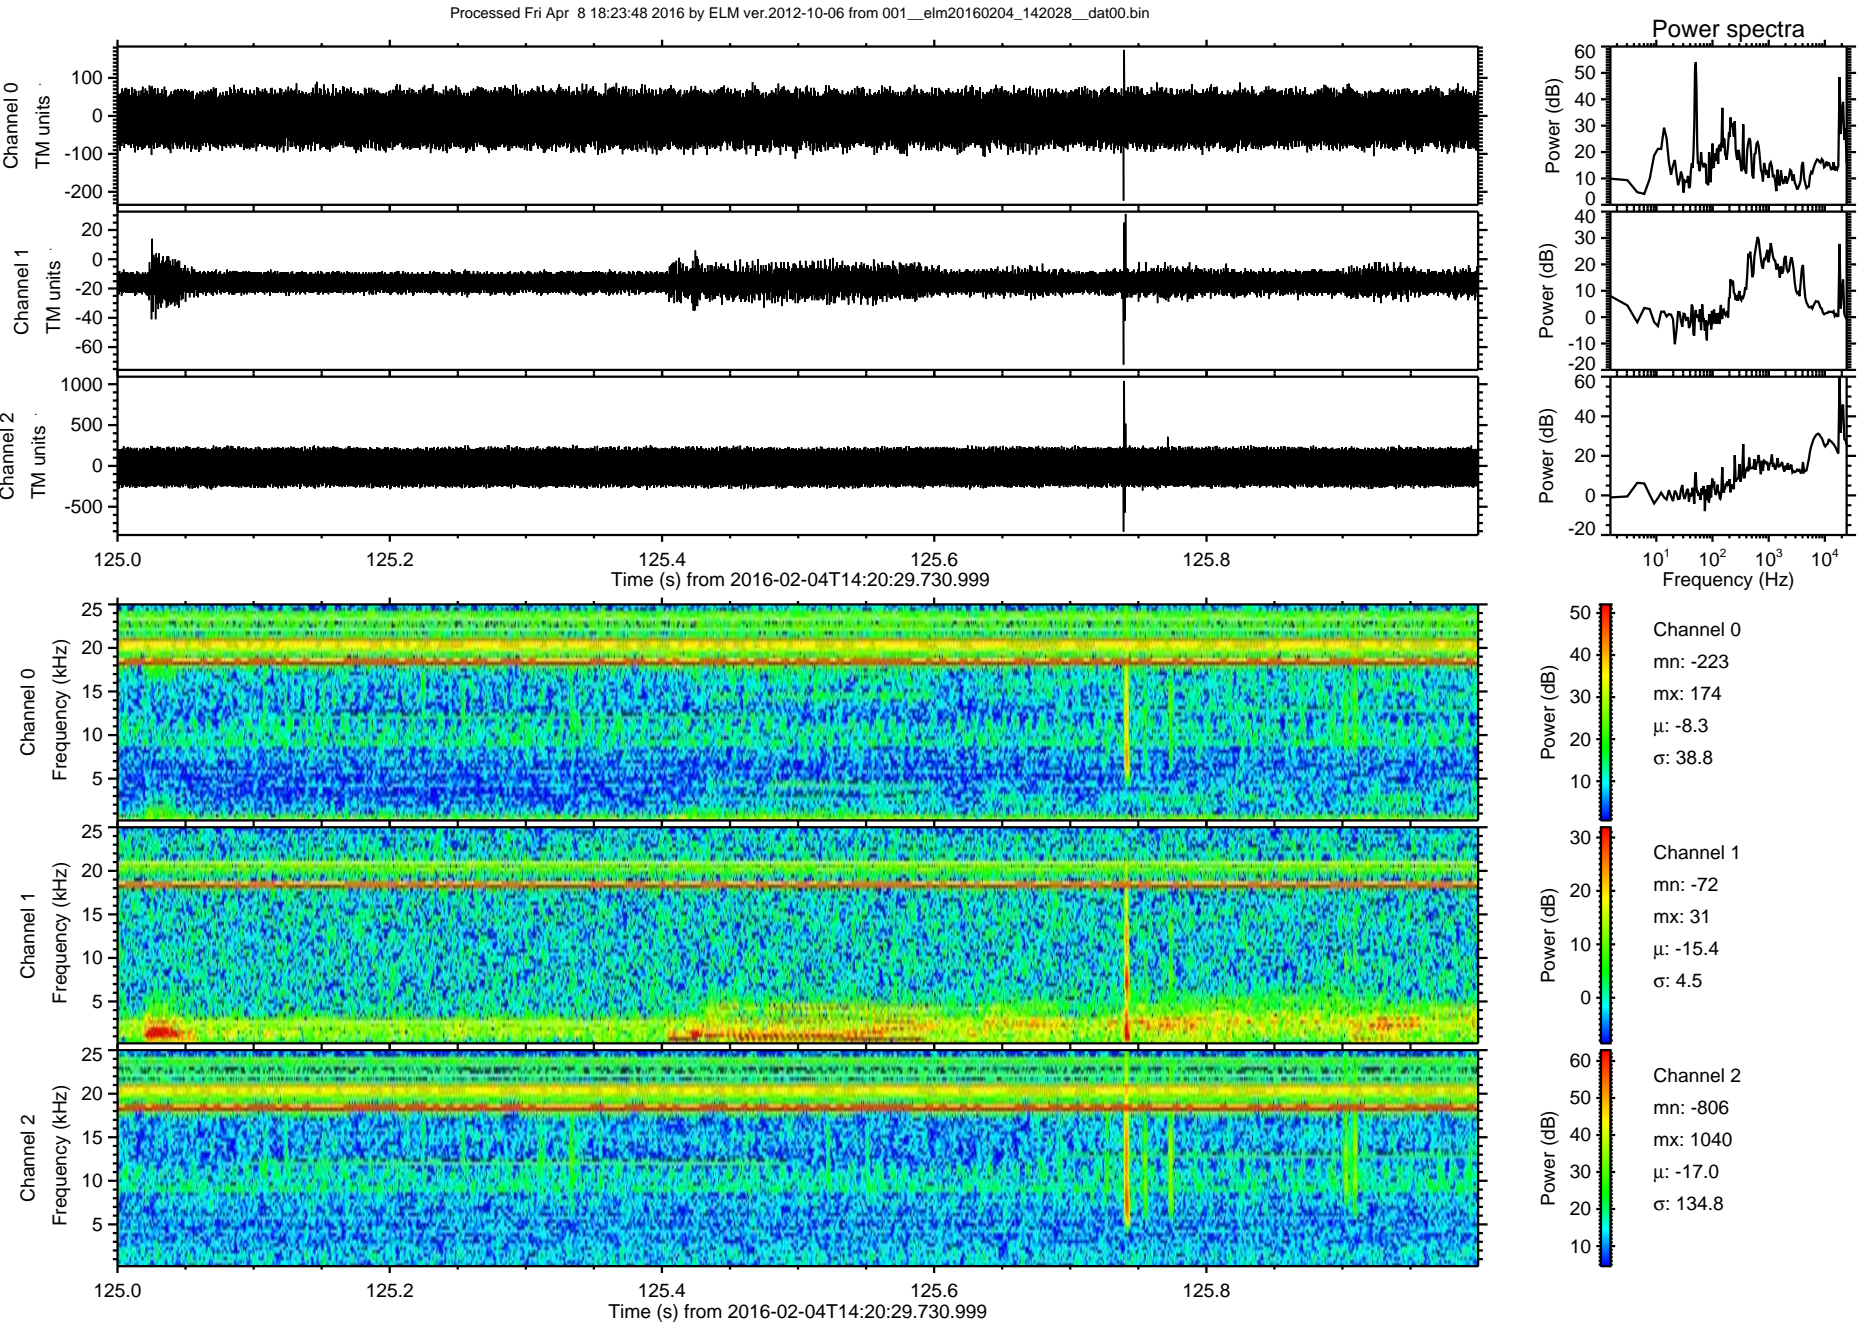 Processed Fri Apr  8 18:23:48 2016 by ELM ver.2012-10-06 from 001__elm20160204_142028__dat00.bin
Power spectra
Channel 0
TM units
100
0
-100
-200
Power (dB)
60
50
40
30
20
10
0
Channel 1
TM units
20
0
-20
-40
-60
Power (dB)
40
30
20
10
0
-10
-20
Channel 2
TM units
1000
500
0
-500
Power (dB)
60
40
20
0
-20
125.0 125.2 125.4 125.6 125.8
Time (s) from 2016-02-04T14:20:29.730.999
10¹ 10² 10³ 10⁴
Frequency (Hz)
Channel 0
Frequency (kHz)
25
20
15
10
5
Power (dB)
50
40
30
20
10
Channel 0
mn: -223
mx: 174
μ: -8.3
σ: 38.8
Channel 1
Frequency (kHz)
25
20
15
10
5
Power (dB)
30
20
10
0
Channel 1
mn: -72
mx: 31
μ: -15.4
σ: 4.5
Channel 2
Frequency (kHz)
25
20
15
10
5
Power (dB)
60
50
40
30
20
10
Channel 2
mn: -806
mx: 1040
μ: -17.0
σ: 134.8
125.0 125.2 125.4 125.6 125.8
Time (s) from 2016-02-04T14:20:29.730.999